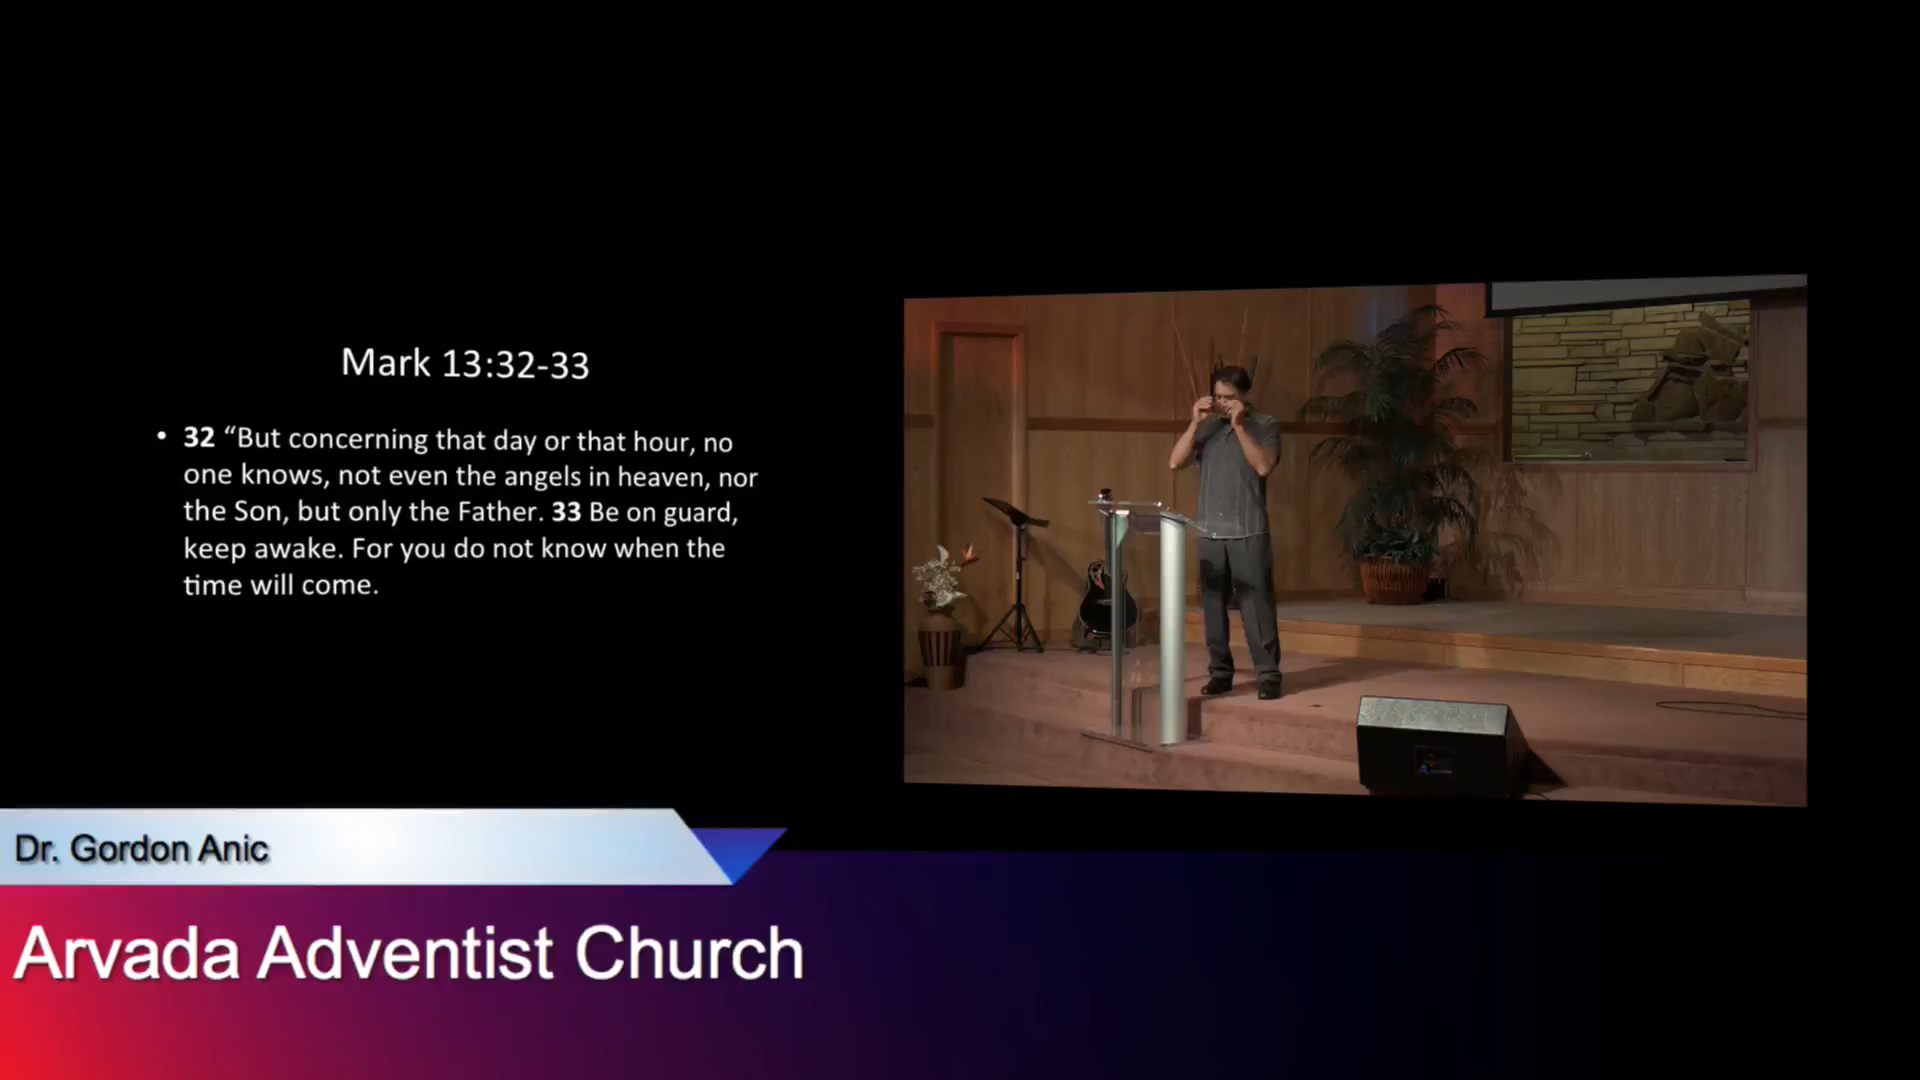 Mark 13:32-33
• 32 “But concerning that day or that hour, no
one knows, not even the angels in heaven, nor
the Son, but only the Father. 33 Be on guard,
keep awake. For you do not know when the
time will come.
Dr. Gordon Anic
Arvada Adventist Church